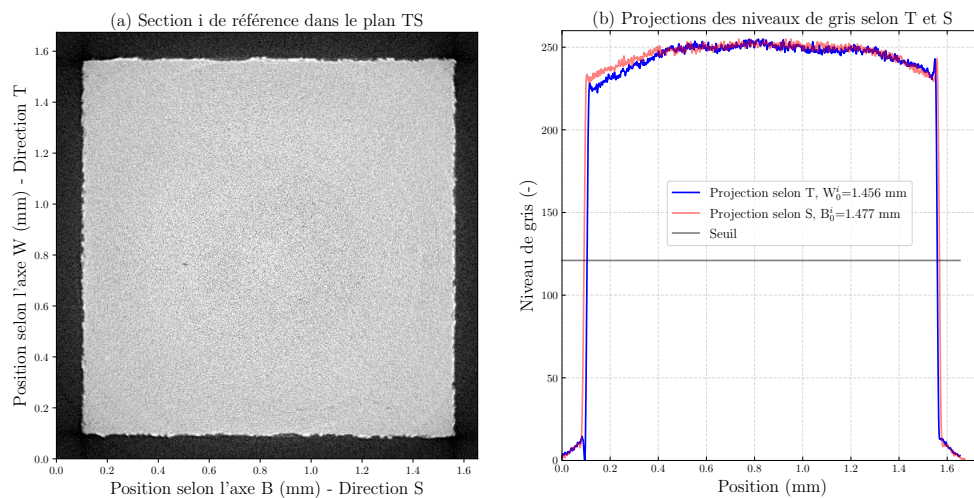 (a) Section i de référence dans le plan TS
1.6
1.4
1.2
1.0
0.8
0.6
0.4
0.2
0.0
Position selon l'axe W (mm) - Direction T
0.0 0.2 0.4 0.6 0.8 1.0 1.2 1.4 1.6
Position selon l'axe B (mm) - Direction S
(b) Projections des niveaux de gris selon T et S
250
200
150
100
50
0
Niveau de gris (-)
Projection selon T, W₀ⁱ=1.456 mm
Projection selon S, B₀ⁱ=1.477 mm
Seuil
0.0 0.2 0.4 0.6 0.8 1.0 1.2 1.4 1.6
Position (mm)